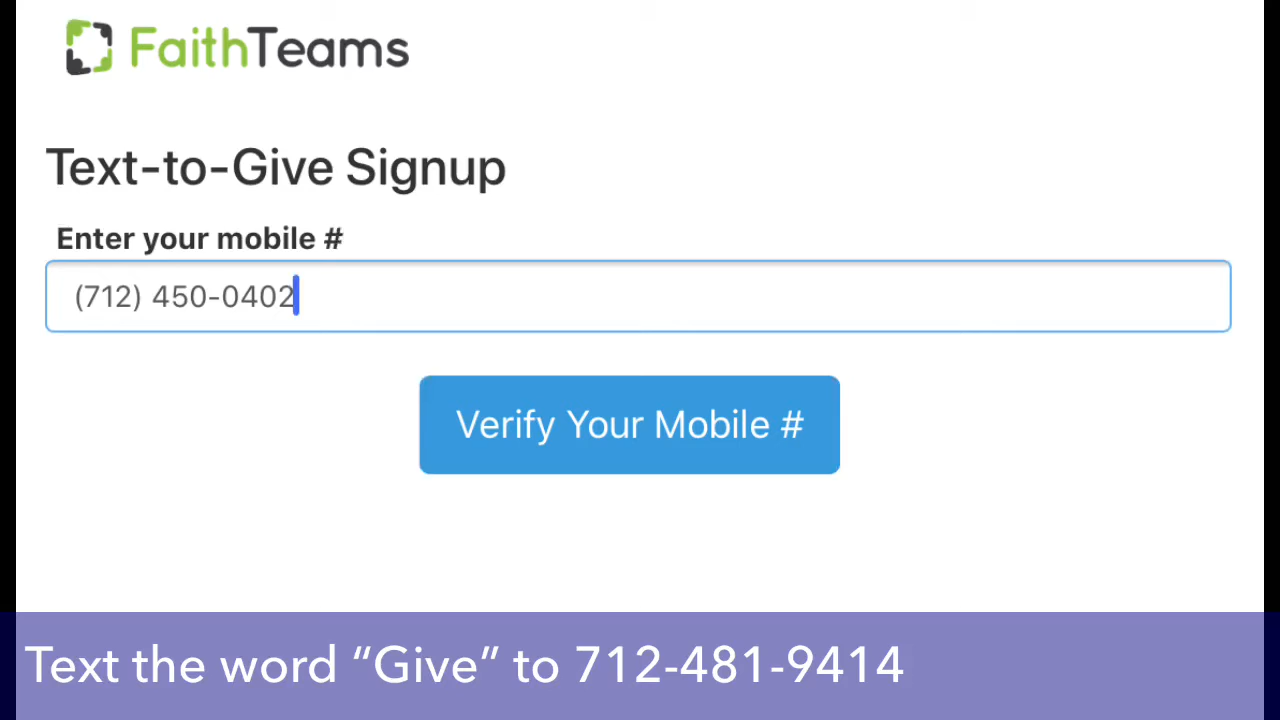 FaithTeams
Text-to-Give Signup
Enter your mobile #
(712) 450-0402
Verify Your Mobile #
Text the word “Give” to 712-481-9414